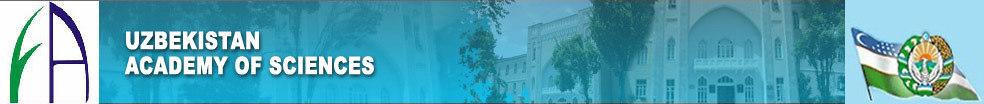 UZBEKISTAN
ACADEMY OF SCIENCES